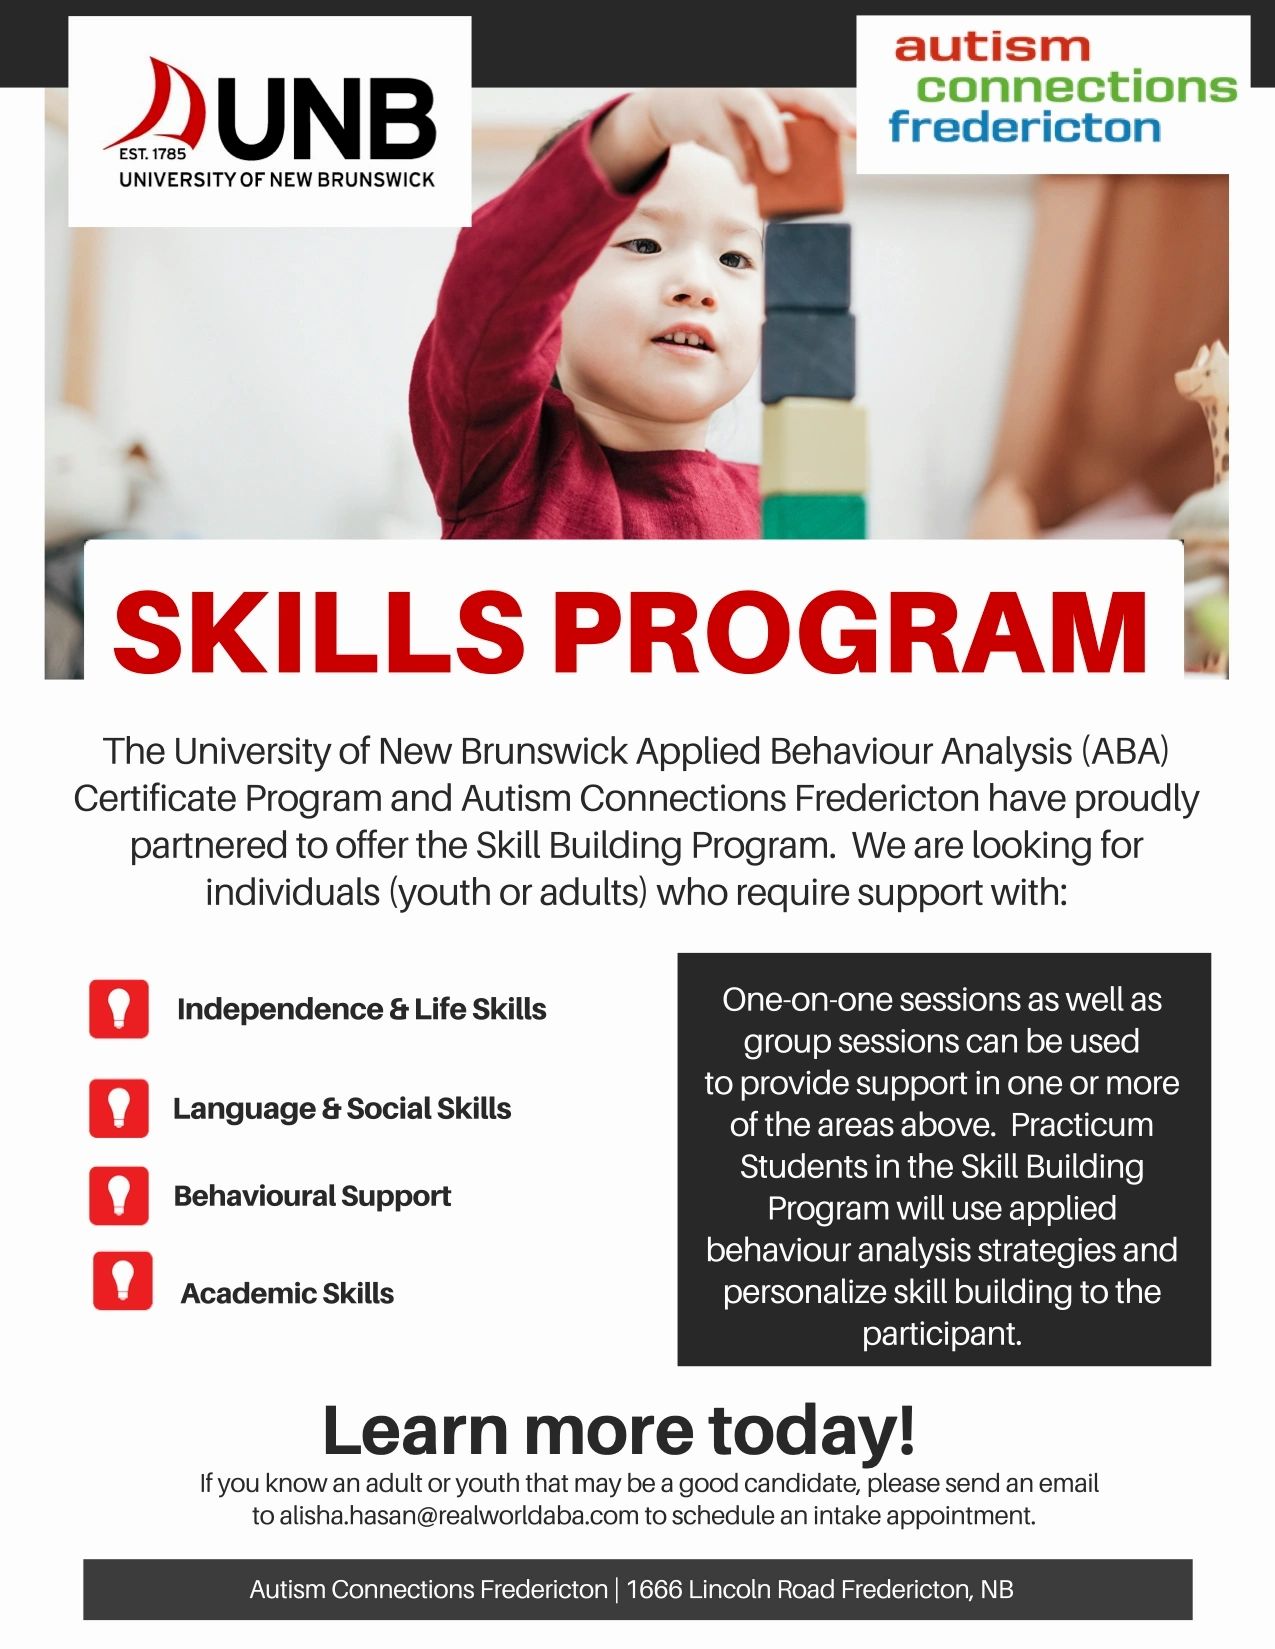 UNB
EST. 1785
UNIVERSITY OF NEW BRUNSWICK
autism
connections
fredericton
SKILLS PROGRAM
The University of New Brunswick Applied Behaviour Analysis (ABA)
Certificate Program and Autism Connections Fredericton have proudly
partnered to offer the Skill Building Program.  We are looking for
individuals (youth or adults) who require support with:
Independence & Life Skills
Language & Social Skills
Behavioural Support
Academic Skills
One-on-one sessions as well as
group sessions can be used
to provide support in one or more
of the areas above.  Practicum
Students in the Skill Building
Program will use applied
behaviour analysis strategies and
personalize skill building to the
participant.
Learn more today!
If you know an adult or youth that may be a good candidate, please send an email
to alisha.hasan@realworldaba.com to schedule an intake appointment.
Autism Connections Fredericton | 1666 Lincoln Road Fredericton, NB